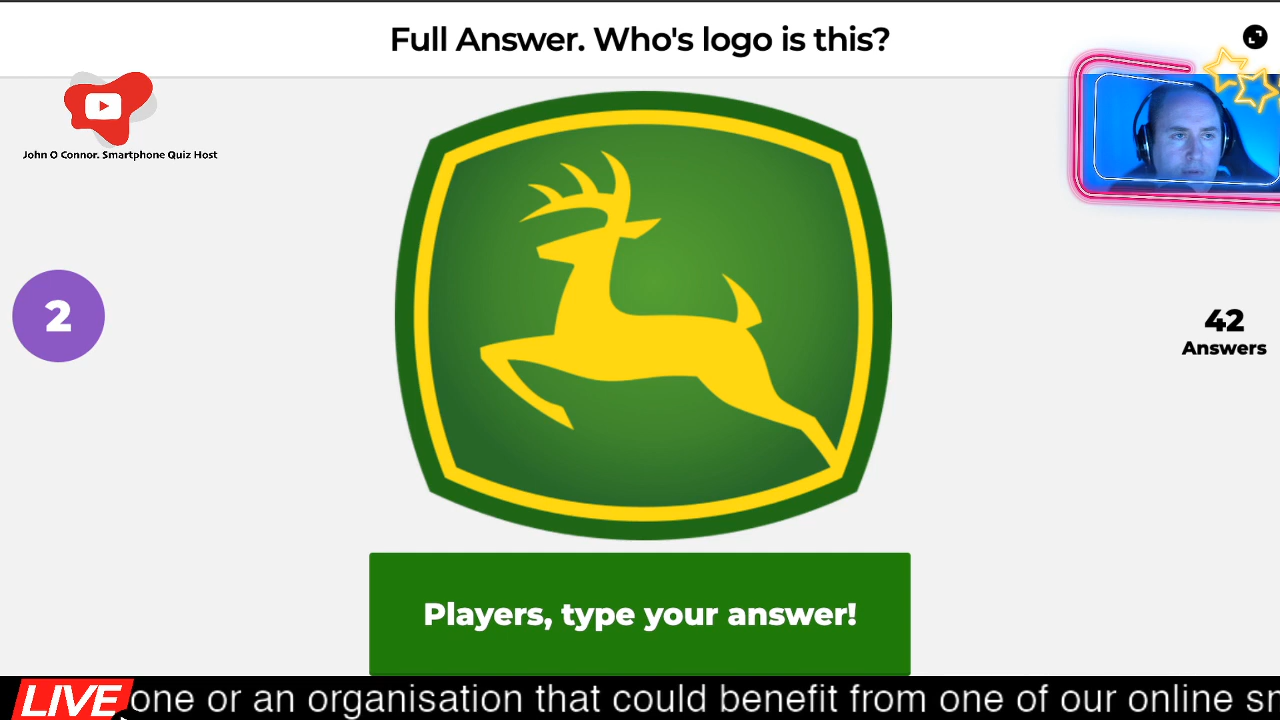 Full Answer. Who's logo is this?
John O Connor. Smartphone Quiz Host
2
42
Answers
Players, type your answer!
LIVE
one or an organisation that could benefit from one of our online